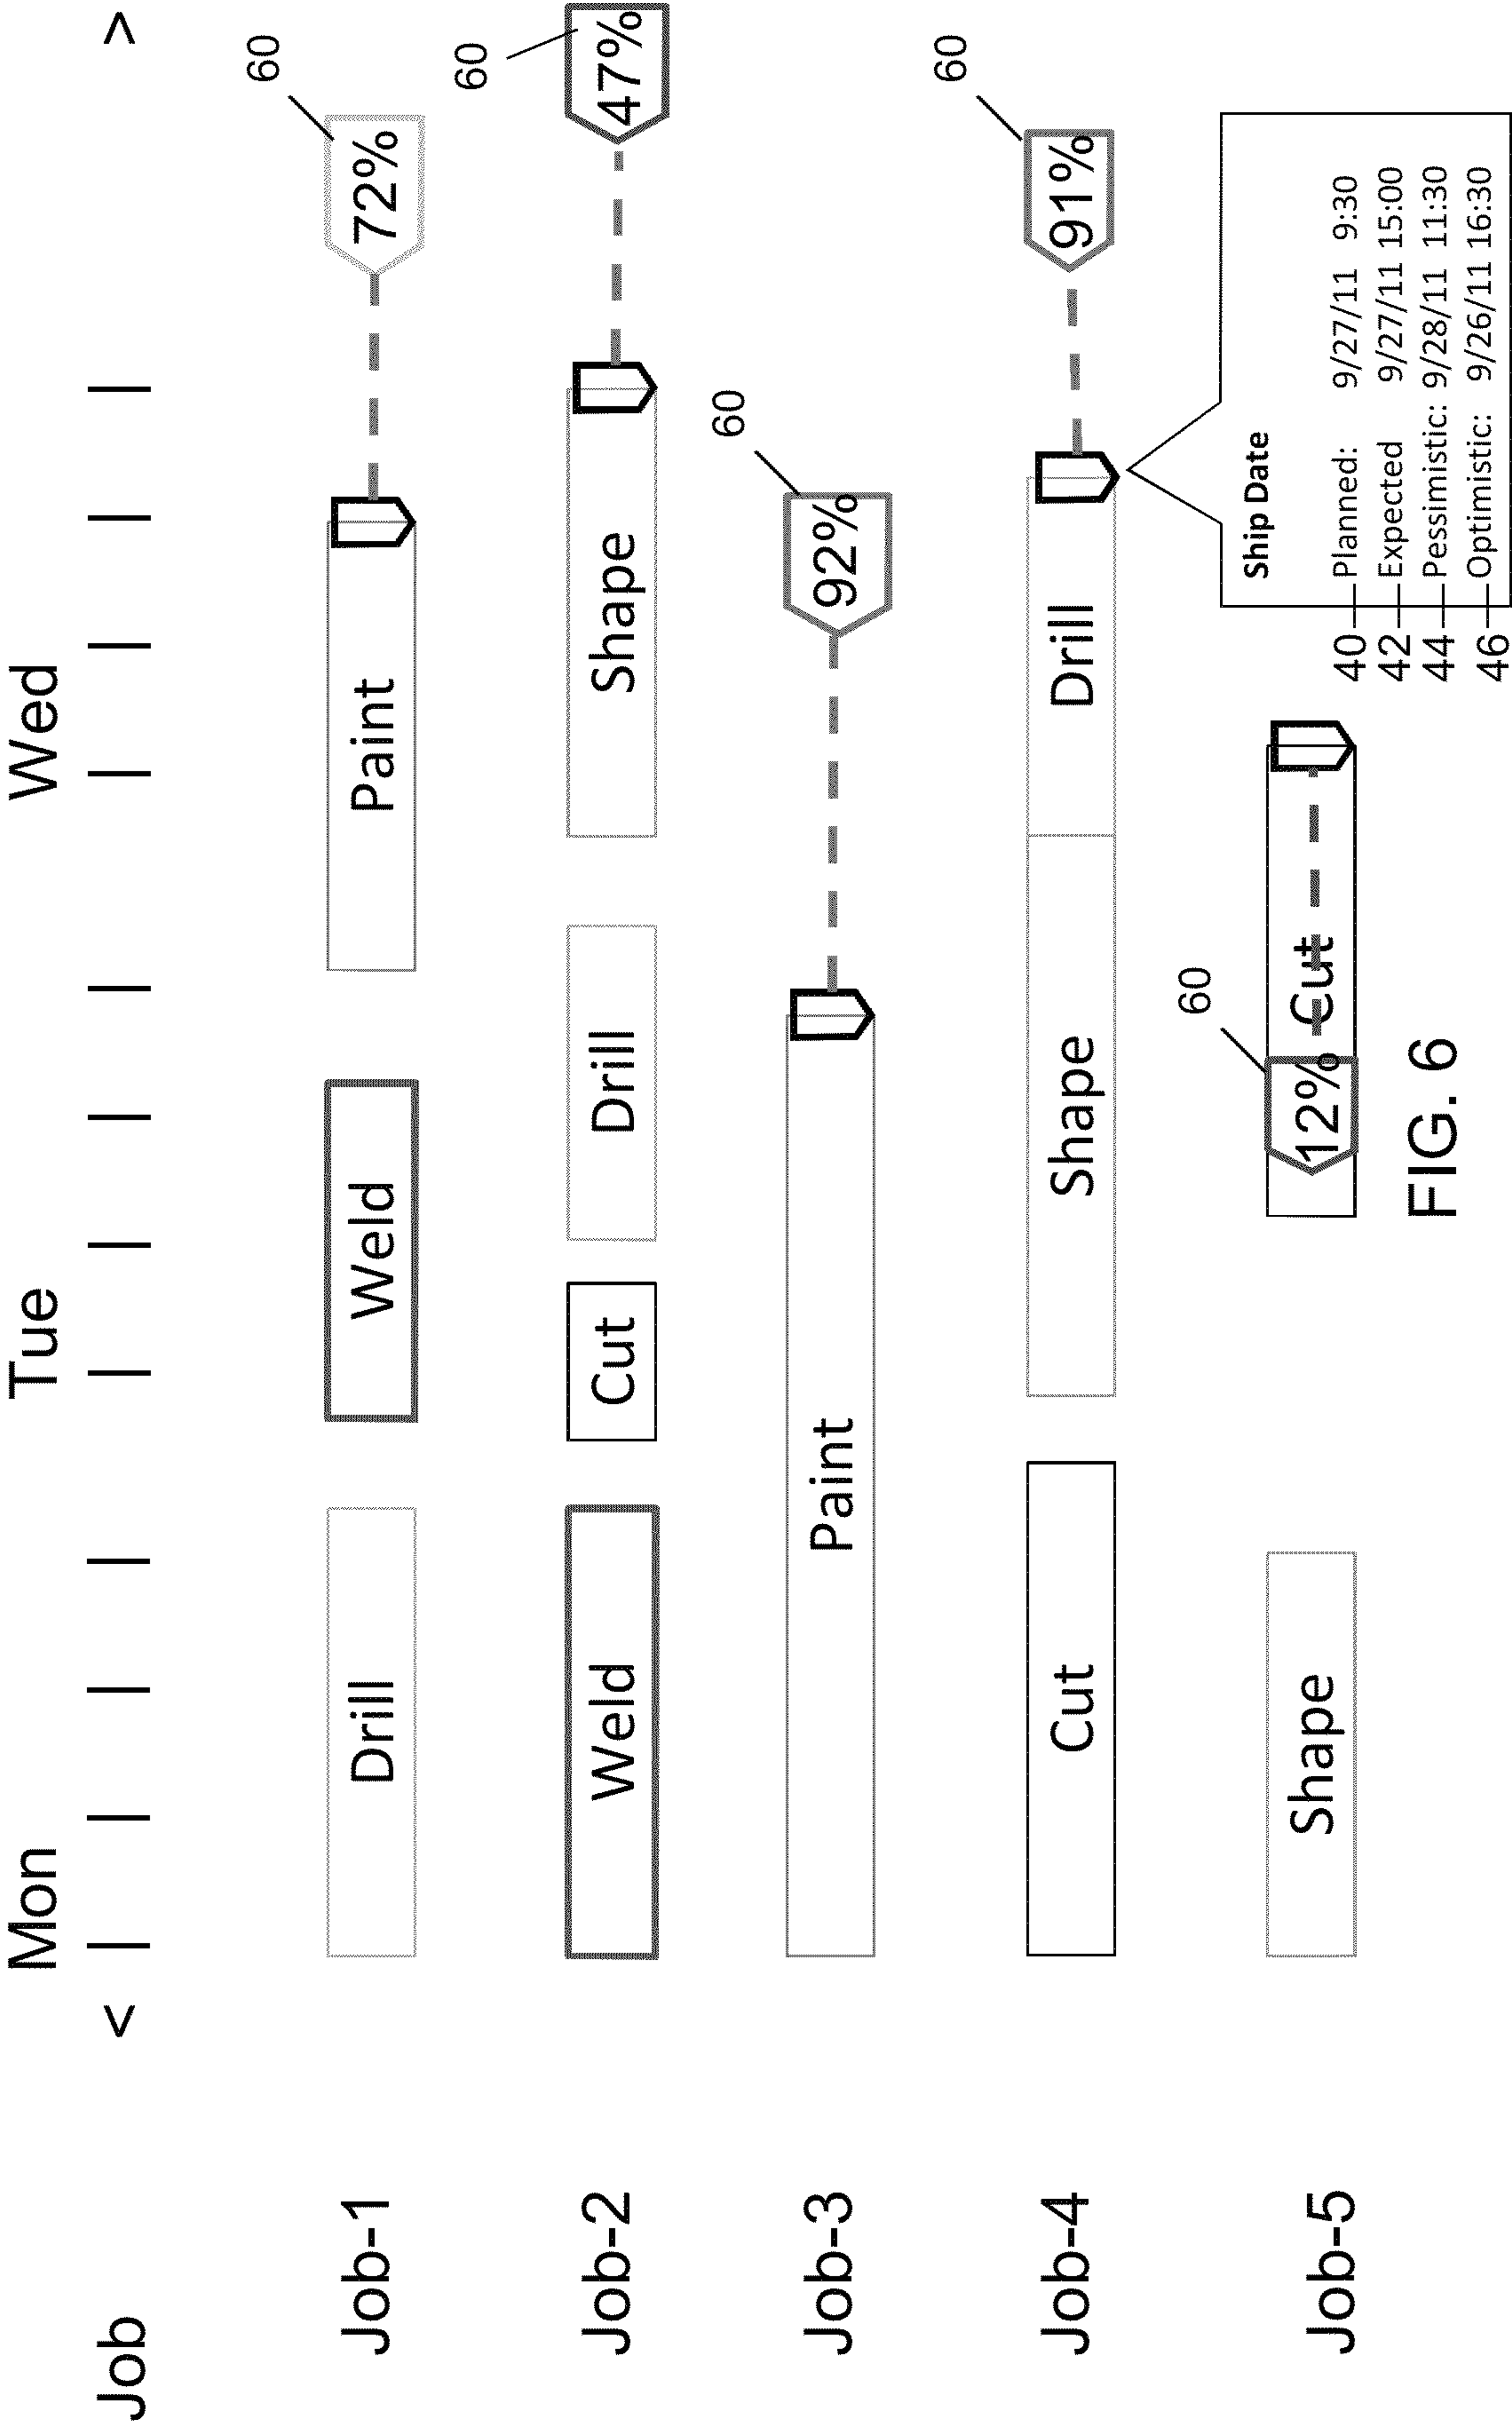 Mon Tue Wed
Job < >
60
Job-1 Drill Weld Paint 72%
60
Job-2 Weld Cut Drill Shape 47%
60
Job-3 Paint 92%
60
Job-4 Cut Shape Drill 91%
60
Job-5 Shape 12% Cut
Ship Date
40 Planned: 9/27/11 9:30
42 Expected 9/27/11 15:00
44 Pessimistic: 9/28/11 11:30
46 Optimistic: 9/26/11 16:30
FIG. 6